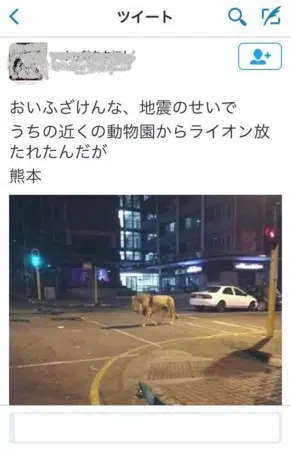 ツイート
おいふざけんな、地震のせいで
うちの近くの動物園からライオン放
たれたんだが
熊本